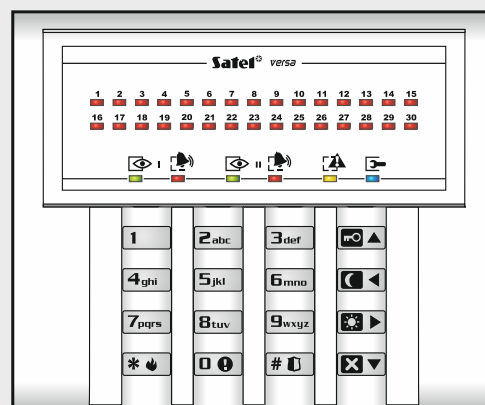 Satel versa
1 2 3 4 5 6 7 8 9 10 11 12 13 14 15
16 17 18 19 20 21 22 23 24 25 26 27 28 29 30
I II
1 2abc 3def
4ghi 5jkl 6mno
7pqrs 8tuv 9wxyz
* 0 #